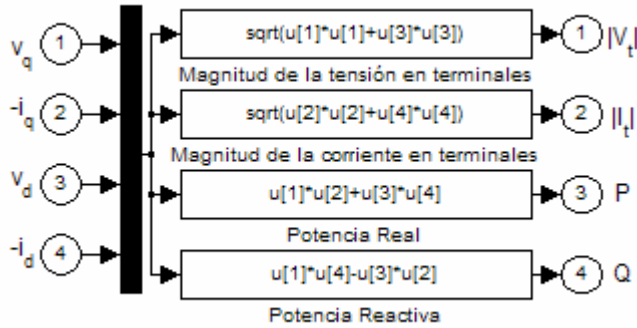 v_q 1
-i_q 2
v_d 3
-i_d 4
sqrt(u[1]*u[1]+u[3]*u[3])
Magnitud de la tensión en terminales
1 |V_t|
sqrt(u[2]*u[2]+u[4]*u[4])
Magnitud de la corriente en terminales
2 |I_t|
u[1]*u[2]+u[3]*u[4]
Potencia Real
3 P
u[1]*u[4]-u[3]*u[2]
Potencia Reactiva
4 Q